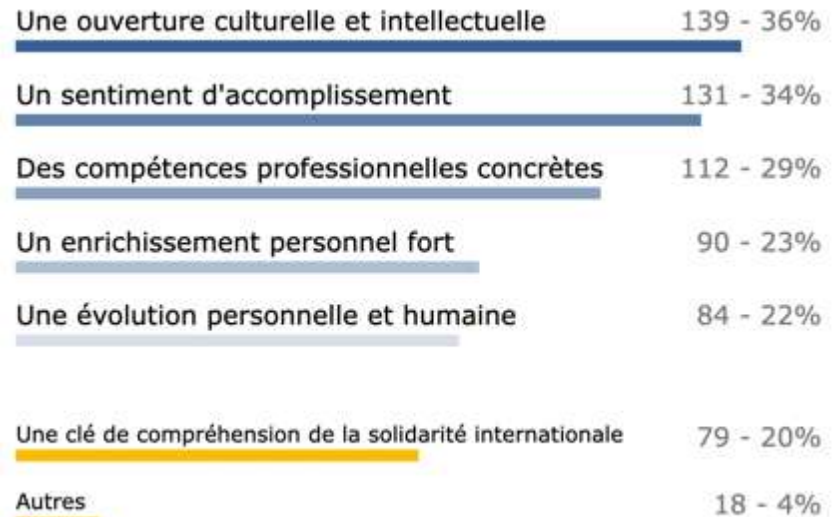 Une ouverture culturelle et intellectuelle 139 - 36%
Un sentiment d'accomplissement 131 - 34%
Des compétences professionnelles concrètes 112 - 29%
Un enrichissement personnel fort 90 - 23%
Une évolution personnelle et humaine 84 - 22%
Une clé de compréhension de la solidarité internationale 79 - 20%
Autres 18 - 4%